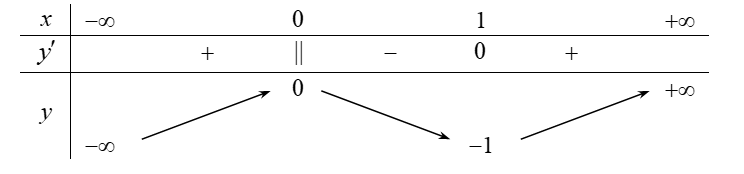 x −∞ 0 1 +∞
y′ + || − 0 +
0 +∞
y
−∞ −1